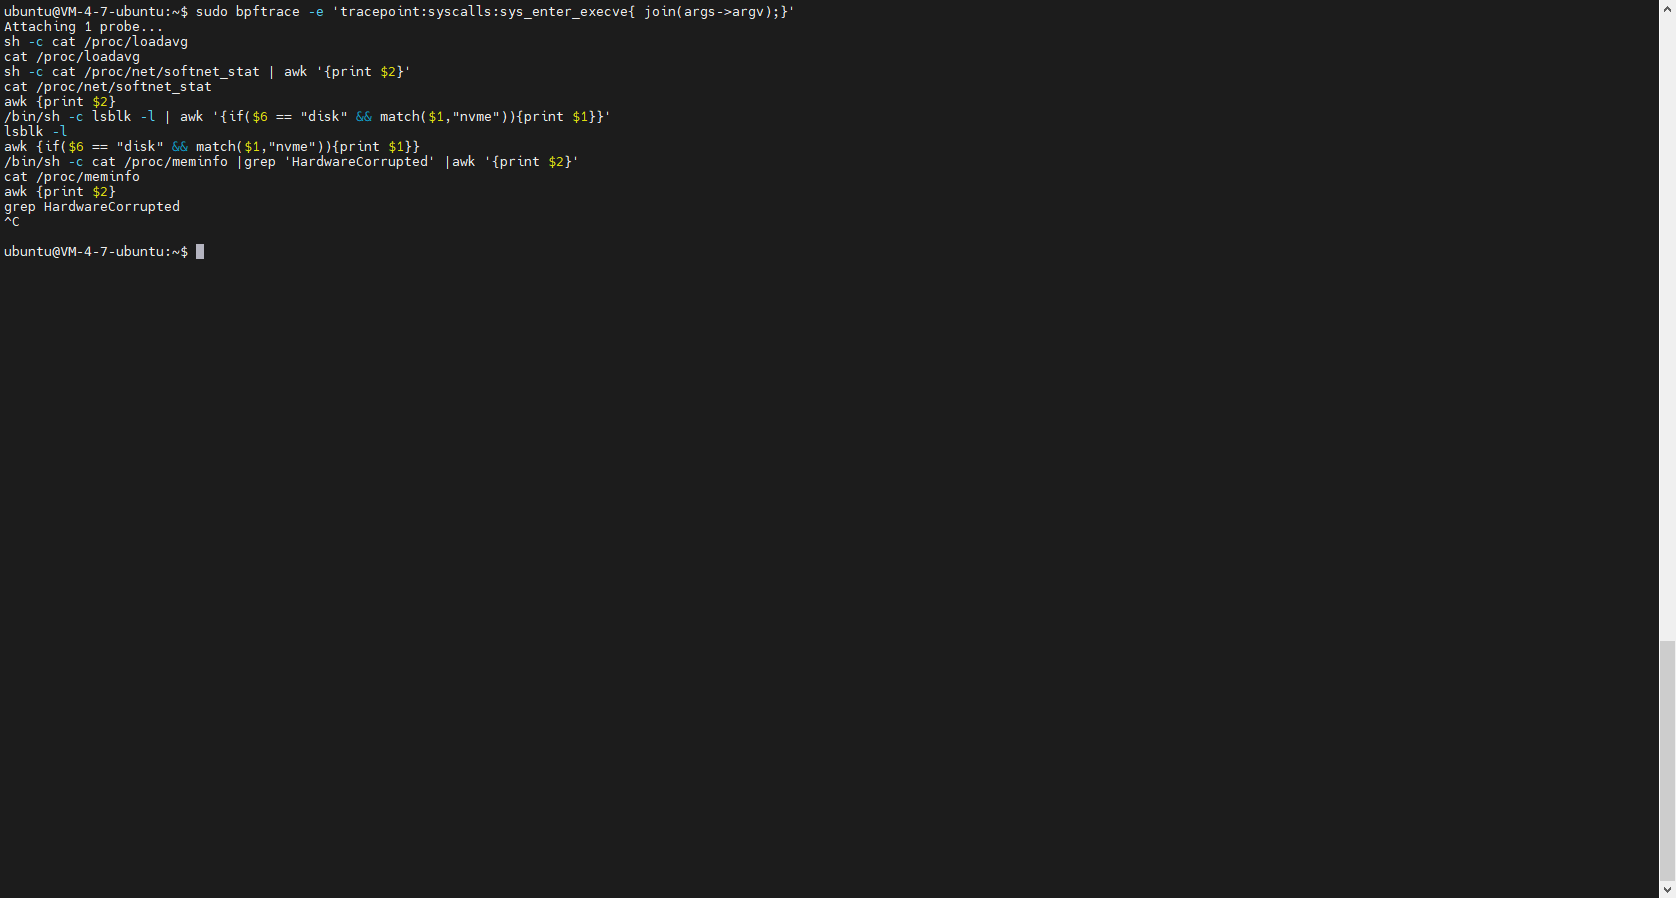 ubuntu@VM-4-7-ubuntu:~$ sudo bpftrace -e 'tracepoint:syscalls:sys_enter_execve{ join(args->argv);}'
Attaching 1 probe...
sh -c cat /proc/loadavg
cat /proc/loadavg
sh -c cat /proc/net/softnet_stat | awk '{print $2}'
cat /proc/net/softnet_stat
awk {print $2}
/bin/sh -c lsblk -l | awk '{if($6 == "disk" && match($1,"nvme")){print $1}}'
lsblk -l
awk {if($6 == "disk" && match($1,"nvme")){print $1}}
/bin/sh -c cat /proc/meminfo |grep 'HardwareCorrupted' |awk '{print $2}'
cat /proc/meminfo
awk {print $2}
grep HardwareCorrupted
^C
ubuntu@VM-4-7-ubuntu:~$